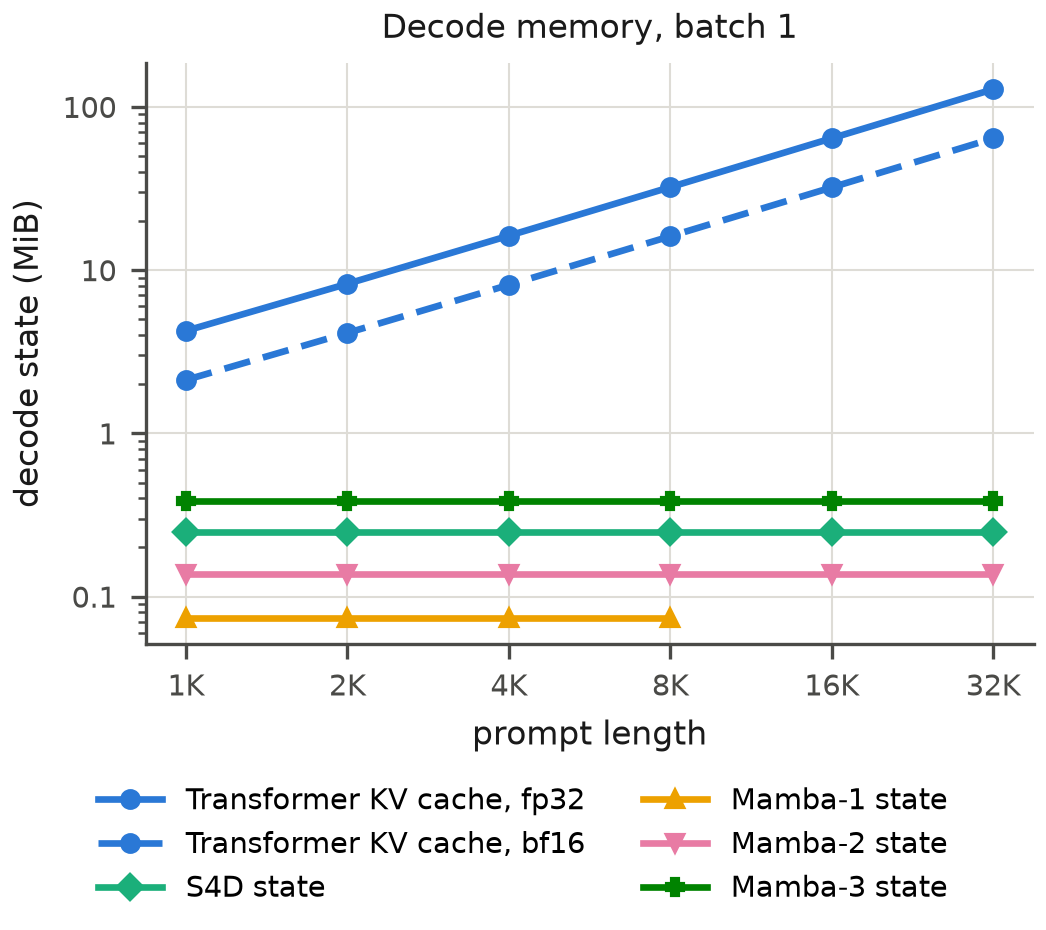 Decode memory, batch 1
decode state (MiB)
100
10
1
0.1
1K 2K 4K 8K 16K 32K
prompt length
Transformer KV cache, fp32
Transformer KV cache, bf16
S4D state
Mamba-1 state
Mamba-2 state
Mamba-3 state